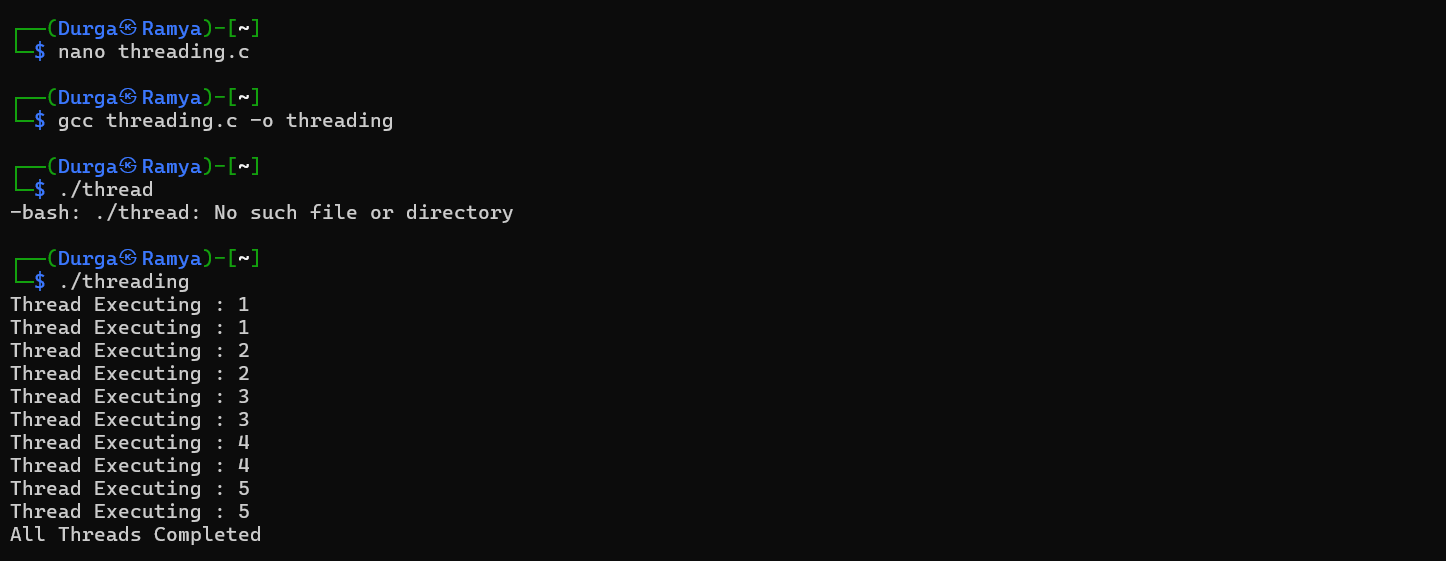 ┌──(Durga㉿Ramya)-[~]
└─$ nano threading.c
┌──(Durga㉿Ramya)-[~]
└─$ gcc threading.c -o threading
┌──(Durga㉿Ramya)-[~]
└─$ ./thread
-bash: ./thread: No such file or directory
┌──(Durga㉿Ramya)-[~]
└─$ ./threading
Thread Executing : 1
Thread Executing : 1
Thread Executing : 2
Thread Executing : 2
Thread Executing : 3
Thread Executing : 3
Thread Executing : 4
Thread Executing : 4
Thread Executing : 5
Thread Executing : 5
All Threads Completed